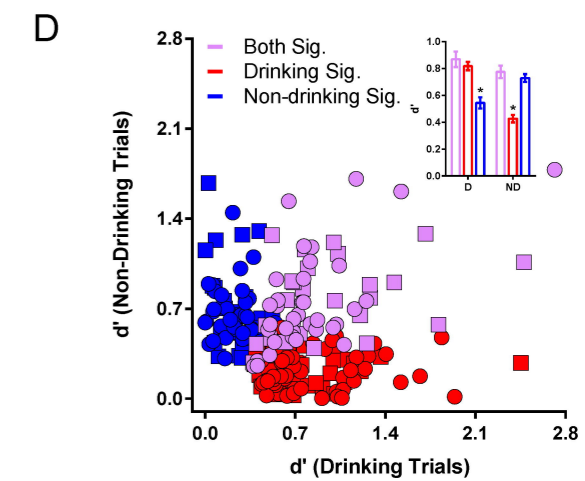 D
Both Sig.
Drinking Sig.
Non-drinking Sig.
2.8
2.1
1.4
0.7
0.0
d' (Non-Drinking Trials)
0.0 0.7 1.4 2.1 2.8
d' (Drinking Trials)
1.0
0.8
0.6
0.4
0.2
0.0
d'
* *
D ND